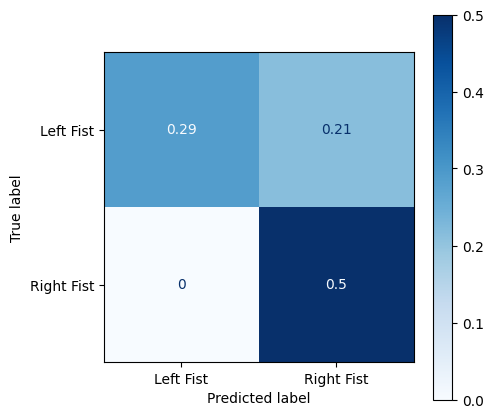 0.5
Left Fist 0.29 0.21
0.4
0.3
True label
0.2
Right Fist 0 0.5
0.1
Left Fist Right Fist
0.0
Predicted label